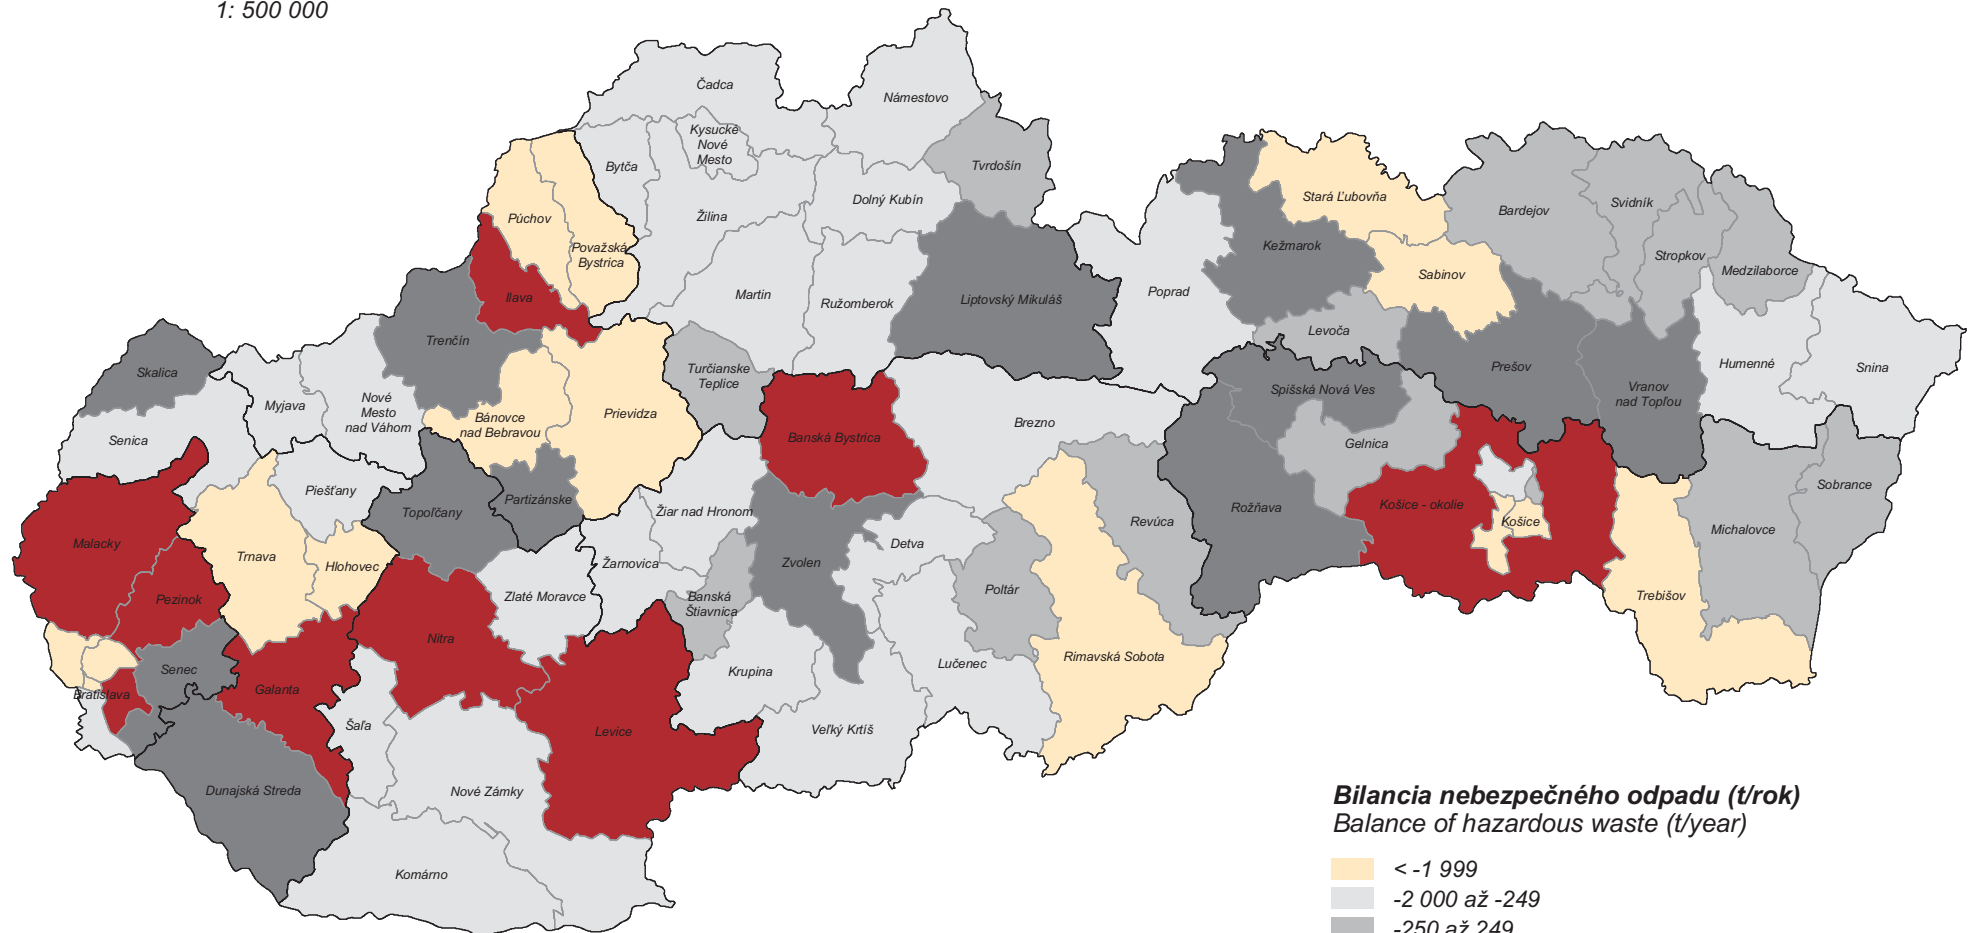 1: 500 000
Čadca
Námestovo
Kysucké
Nové
Mesto
Bytča
Tvrdošín
Dolný Kubín
Žilina
Púchov
Považská
Bystrica
Stará Ľubovňa
Bardejov
Svidník
Stropkov
Medzilaborce
Kežmarok
Sabinov
Ilava
Martin
Ružomberok
Liptovský Mikuláš
Poprad
Levoča
Trenčín
Prešov
Humenné
Snina
Skalica
Turčianske
Teplice
Spišská Nová Ves
Vranov
nad Topľou
Myjava
Nové
Mesto
nad Váhom
Bánovce
nad Bebravou
Prievidza
Banská Bystrica
Brezno
Gelnica
Senica
Piešťany
Topoľčany
Partizánske
Žiar nad Hronom
Revúca
Rožňava
Košice - okolie
Košice
Michalovce
Sobrance
Malacky
Trnava
Hlohovec
Žarnovica
Zvolen
Detva
Pezinok
Zlaté Moravce
Banská
Štiavnica
Poltár
Trebišov
Nitra
Senec
Krupina
Lučenec
Rimavská Sobota
Bratislava
Galanta
Šaľa
Levice
Veľký Krtíš
Dunajská Streda
Nové Zámky
Komárno
Bilancia nebezpečného odpadu (t/rok)
Balance of hazardous waste (t/year)
< -1 999
-2 000 až -249
-250 až 249